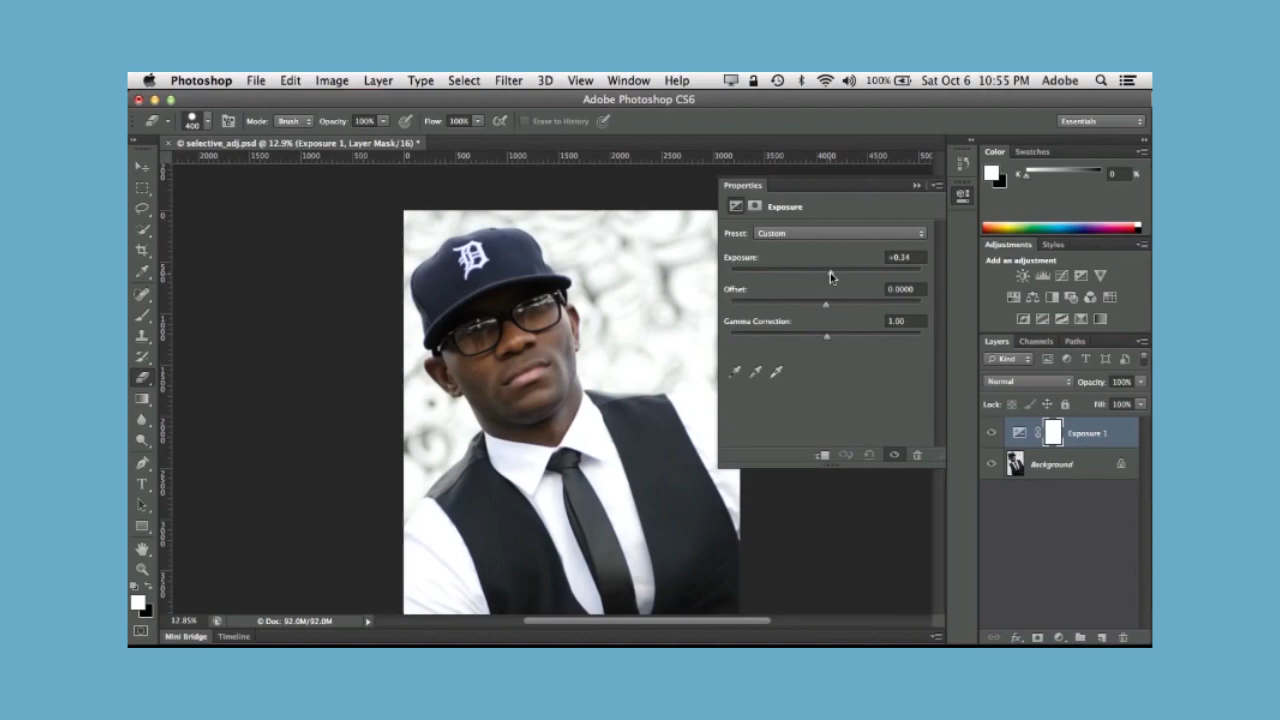 Photoshop File Edit Image Layer Type Select Filter 3D View Window Help 100% Sat Oct 6 10:55 PM Adobe
Adobe Photoshop CS6
400 Mode: Brush Opacity: 100% Flow: 100% Erase to History Essentials
× © selective_adj.psd @ 12.9% (Exposure 1, Layer Mask/16) *
2000 1500 1000 500 0 500 1000 1500 2000 2500 3000 4000 4500
Properties
Exposure
Preset: Custom
Exposure: +0.34
Offset: 0.0000
Gamma Correction: 1.00
D
Color Swatches
K 0 %
Adjustments Styles
Add an adjustment
Layers Channels Paths
Kind
Normal Opacity: 100%
Lock: Fill: 100%
Exposure 1
Background
12.85% © Doc: 92.0M/92.0M
Mini Bridge Timeline